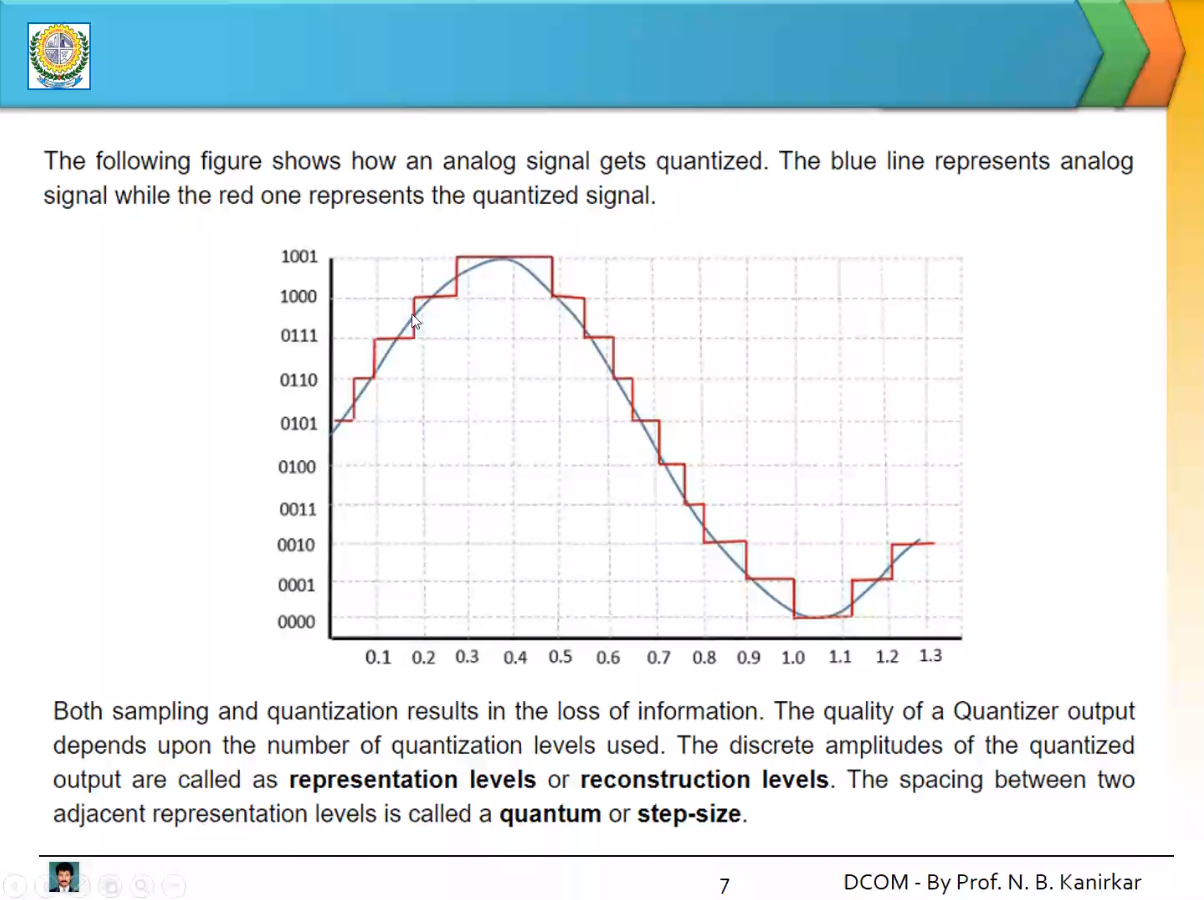 The following figure shows how an analog signal gets quantized. The blue line represents analog
signal while the red one represents the quantized signal.
1001
1000
0111
0110
0101
0100
0011
0010
0001
0000
0.1 0.2 0.3 0.4 0.5 0.6 0.7 0.8 0.9 1.0 1.1 1.2 1.3
Both sampling and quantization results in the loss of information. The quality of a Quantizer output
depends upon the number of quantization levels used. The discrete amplitudes of the quantized
output are called as representation levels or reconstruction levels. The spacing between two
adjacent representation levels is called a quantum or step-size.
7
DCOM - By Prof. N. B. Kanirkar